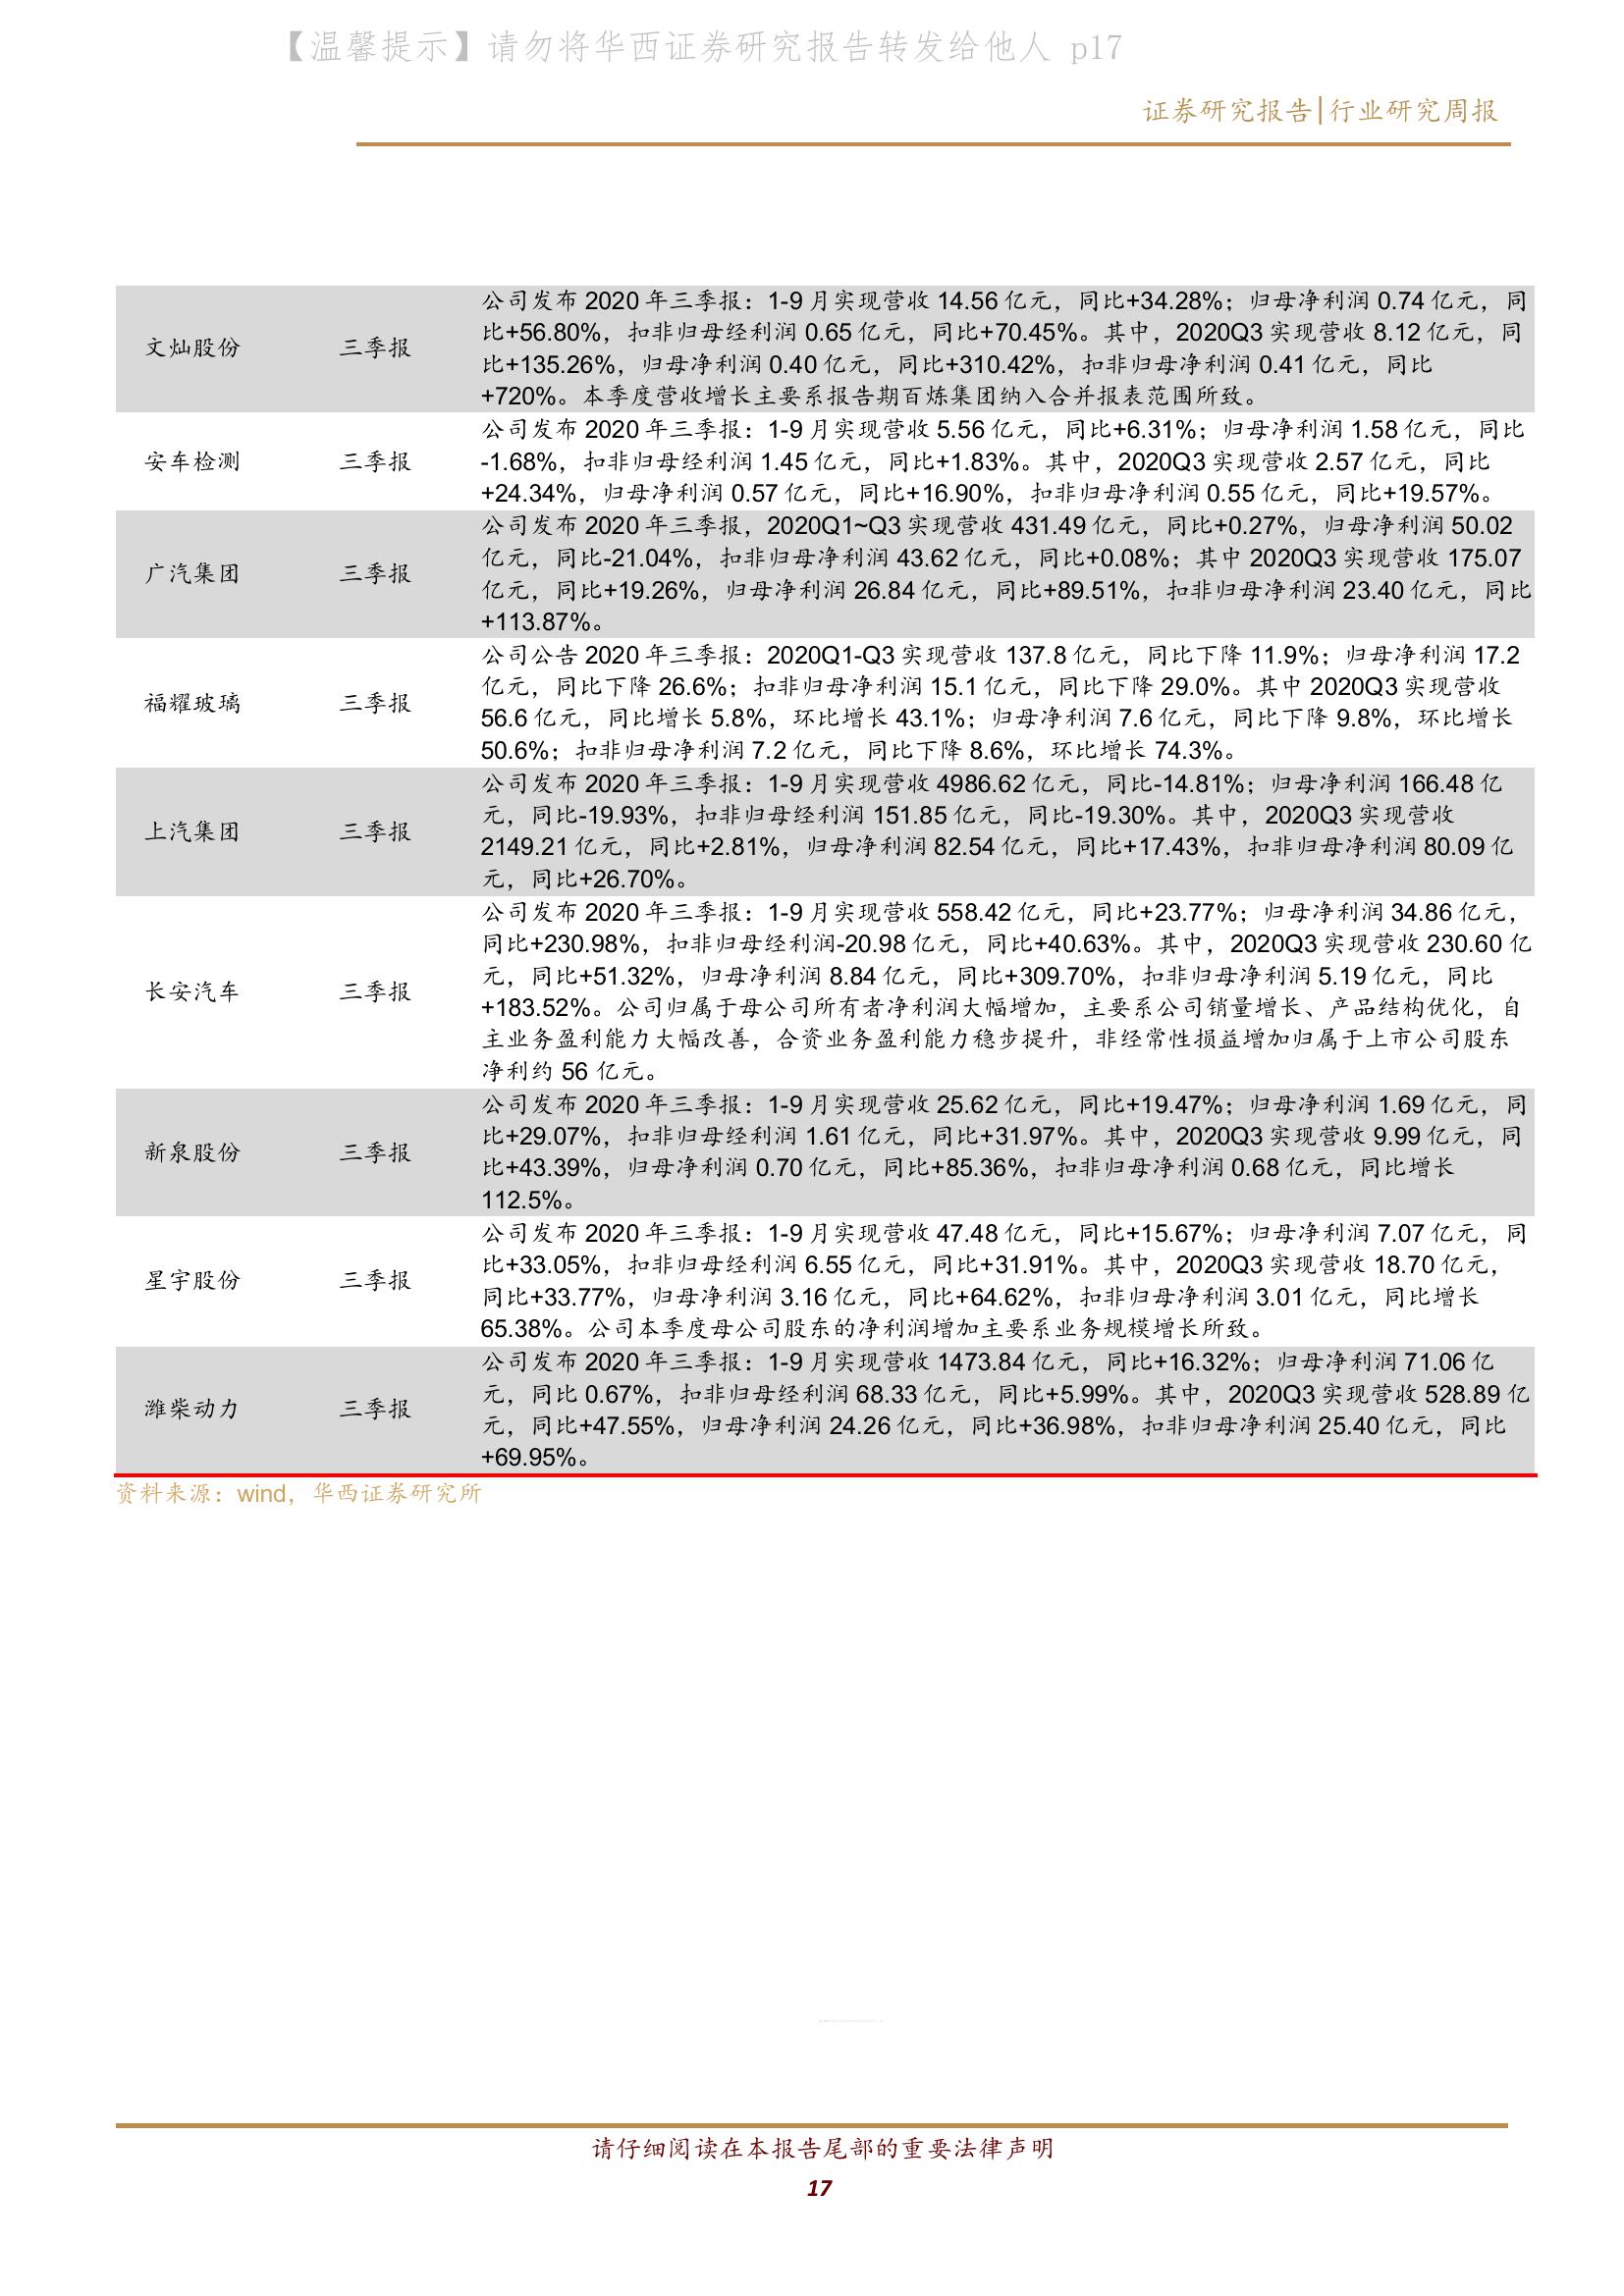 【温馨提示】请勿将华西证券研究报告转发给他人 p17
证券研究报告|行业研究周报
文灿股份
三季报
公司发布 2020 年三季报：1-9 月实现营收 14.56 亿元，同比+34.28%；归母净利润 0.74 亿元，同
比+56.80%，扣非归母经利润 0.65 亿元，同比+70.45%。其中，2020Q3 实现营收 8.12 亿元，同
比+135.26%，归母净利润 0.40 亿元，同比+310.42%，扣非归母净利润 0.41 亿元，同比
+720%。本季度营收增长主要系报告期百炼集团纳入合并报表范围所致。
安车检测
三季报
公司发布 2020 年三季报：1-9 月实现营收 5.56 亿元，同比+6.31%；归母净利润 1.58 亿元，同比
-1.68%，扣非归母经利润 1.45 亿元，同比+1.83%。其中，2020Q3 实现营收 2.57 亿元，同比
+24.34%，归母净利润 0.57 亿元，同比+16.90%，扣非归母净利润 0.55 亿元，同比+19.57%。
广汽集团
三季报
公司发布 2020 年三季报，2020Q1~Q3 实现营收 431.49 亿元，同比+0.27%，归母净利润 50.02
亿元，同比-21.04%，扣非归母净利润 43.62 亿元，同比+0.08%；其中 2020Q3 实现营收 175.07
亿元，同比+19.26%，归母净利润 26.84 亿元，同比+89.51%，扣非归母净利润 23.40 亿元，同比
+113.87%。
福耀玻璃
三季报
公司公告 2020 年三季报：2020Q1-Q3 实现营收 137.8 亿元，同比下降 11.9%；归母净利润 17.2
亿元，同比下降 26.6%；扣非归母净利润 15.1 亿元，同比下降 29.0%。其中 2020Q3 实现营收
56.6 亿元，同比增长 5.8%，环比增长 43.1%；归母净利润 7.6 亿元，同比下降 9.8%，环比增长
50.6%；扣非归母净利润 7.2 亿元，同比下降 8.6%，环比增长 74.3%。
上汽集团
三季报
公司发布 2020 年三季报：1-9 月实现营收 4986.62 亿元，同比-14.81%；归母净利润 166.48 亿
元，同比-19.93%，扣非归母经利润 151.85 亿元，同比-19.30%。其中，2020Q3 实现营收
2149.21 亿元，同比+2.81%，归母净利润 82.54 亿元，同比+17.43%，扣非归母净利润 80.09 亿
元，同比+26.70%。
长安汽车
三季报
公司发布 2020 年三季报：1-9 月实现营收 558.42 亿元，同比+23.77%；归母净利润 34.86 亿元，
同比+230.98%，扣非归母经利润-20.98 亿元，同比+40.63%。其中，2020Q3 实现营收 230.60 亿
元，同比+51.32%，归母净利润 8.84 亿元，同比+309.70%，扣非归母净利润 5.19 亿元，同比
+183.52%。公司归属于母公司所有者净利润大幅增加，主要系公司销量增长、产品结构优化，自
主业务盈利能力大幅改善，合资业务盈利能力稳步提升，非经常性损益增加归属于上市公司股东
净利约 56 亿元。
新泉股份
三季报
公司发布 2020 年三季报：1-9 月实现营收 25.62 亿元，同比+19.47%；归母净利润 1.69 亿元，同
比+29.07%，扣非归母经利润 1.61 亿元，同比+31.97%。其中，2020Q3 实现营收 9.99 亿元，同
比+43.39%，归母净利润 0.70 亿元，同比+85.36%，扣非归母净利润 0.68 亿元，同比增长
112.5%。
星宇股份
三季报
公司发布 2020 年三季报：1-9 月实现营收 47.48 亿元，同比+15.67%；归母净利润 7.07 亿元，同
比+33.05%，扣非归母经利润 6.55 亿元，同比+31.91%。其中，2020Q3 实现营收 18.70 亿元，
同比+33.77%，归母净利润 3.16 亿元，同比+64.62%，扣非归母净利润 3.01 亿元，同比增长
65.38%。公司本季度母公司股东的净利润增加主要系业务规模增长所致。
潍柴动力
三季报
公司发布 2020 年三季报：1-9 月实现营收 1473.84 亿元，同比+16.32%；归母净利润 71.06 亿
元，同比 0.67%，扣非归母经利润 68.33 亿元，同比+5.99%。其中，2020Q3 实现营收 528.89 亿
元，同比+47.55%，归母净利润 24.26 亿元，同比+36.98%，扣非归母净利润 25.40 亿元，同比
+69.95%。
资料来源：wind，华西证券研究所
请仔细阅读在本报告尾部的重要法律声明
17